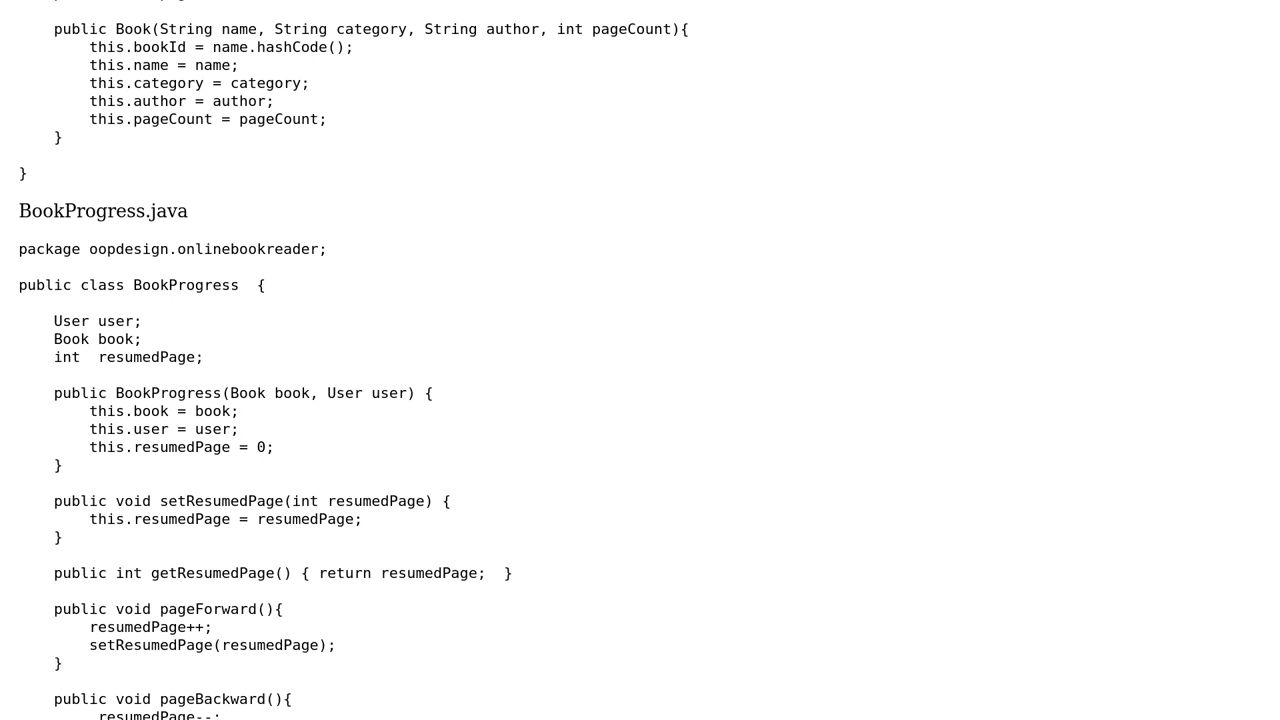 public Book(String name, String category, String author, int pageCount){
        this.bookId = name.hashCode();
        this.name = name;
        this.category = category;
        this.author = author;
        this.pageCount = pageCount;
    }

}
BookProgress.java
package oopdesign.onlinebookreader;

public class BookProgress  {

    User user;
    Book book;
    int  resumedPage;

    public BookProgress(Book book, User user) {
        this.book = book;
        this.user = user;
        this.resumedPage = 0;
    }

    public void setResumedPage(int resumedPage) {
        this.resumedPage = resumedPage;
    }

    public int getResumedPage() { return resumedPage;  }

    public void pageForward(){
        resumedPage++;
        setResumedPage(resumedPage);
    }

    public void pageBackward(){
         resumedPage--;